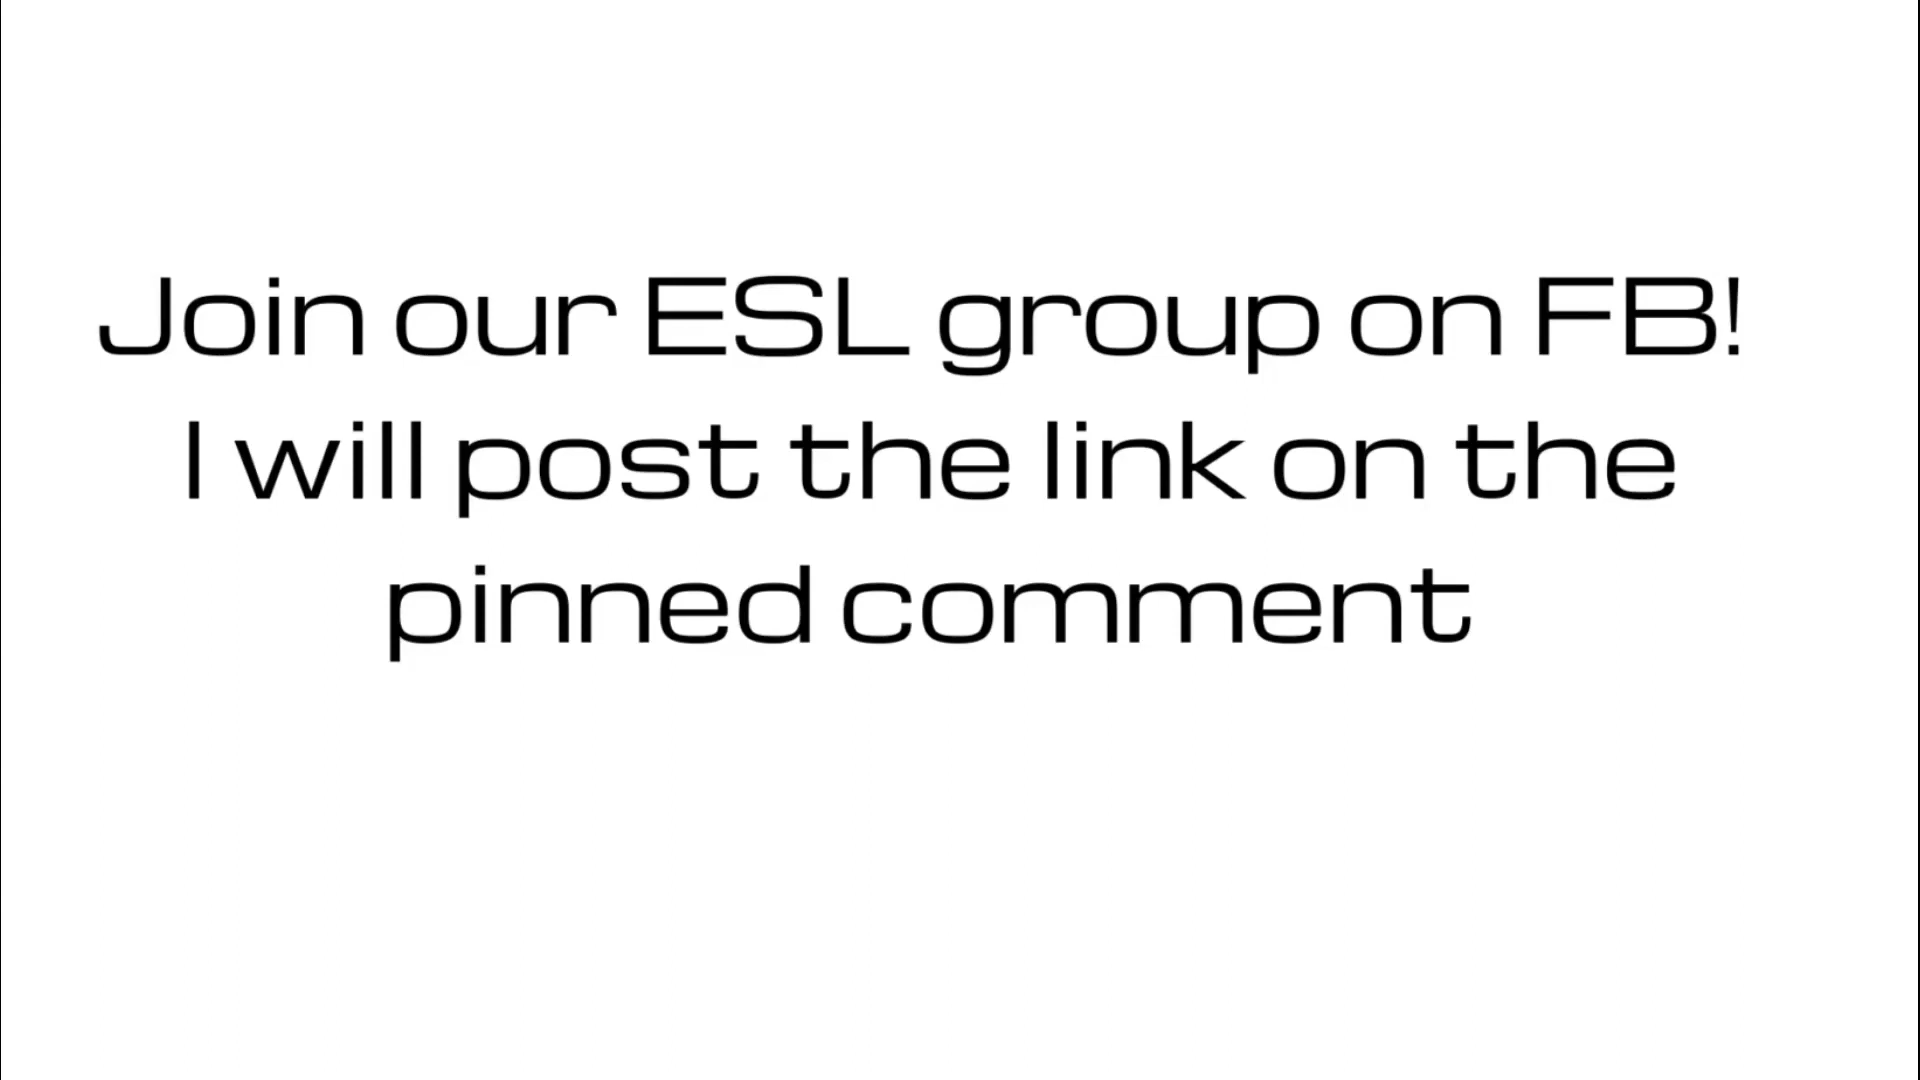 Join our ESL group on FB!
I will post the link on the
pinned comment